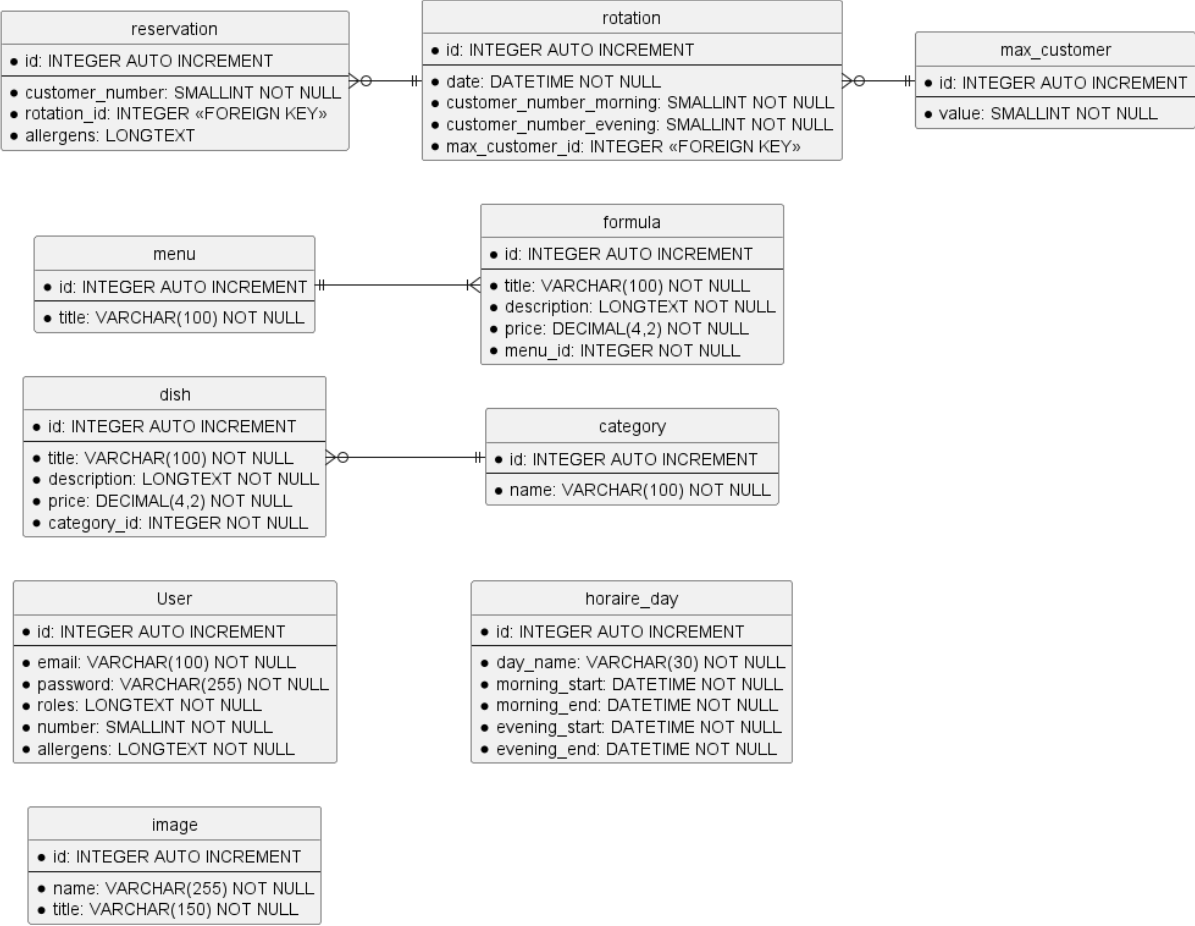 reservation
id: INTEGER AUTO INCREMENT
customer_number: SMALLINT NOT NULL
rotation_id: INTEGER «FOREIGN KEY»
allergens: LONGTEXT
rotation
id: INTEGER AUTO INCREMENT
date: DATETIME NOT NULL
customer_number_morning: SMALLINT NOT NULL
customer_number_evening: SMALLINT NOT NULL
max_customer_id: INTEGER «FOREIGN KEY»
max_customer
id: INTEGER AUTO INCREMENT
value: SMALLINT NOT NULL
menu
id: INTEGER AUTO INCREMENT
title: VARCHAR(100) NOT NULL
formula
id: INTEGER AUTO INCREMENT
title: VARCHAR(100) NOT NULL
description: LONGTEXT NOT NULL
price: DECIMAL(4,2) NOT NULL
menu_id: INTEGER NOT NULL
dish
id: INTEGER AUTO INCREMENT
title: VARCHAR(100) NOT NULL
description: LONGTEXT NOT NULL
price: DECIMAL(4,2) NOT NULL
category_id: INTEGER NOT NULL
category
id: INTEGER AUTO INCREMENT
name: VARCHAR(100) NOT NULL
User
id: INTEGER AUTO INCREMENT
email: VARCHAR(100) NOT NULL
password: VARCHAR(255) NOT NULL
roles: LONGTEXT NOT NULL
number: SMALLINT NOT NULL
allergens: LONGTEXT NOT NULL
horaire_day
id: INTEGER AUTO INCREMENT
day_name: VARCHAR(30) NOT NULL
morning_start: DATETIME NOT NULL
morning_end: DATETIME NOT NULL
evening_start: DATETIME NOT NULL
evening_end: DATETIME NOT NULL
image
id: INTEGER AUTO INCREMENT
name: VARCHAR(255) NOT NULL
title: VARCHAR(150) NOT NULL